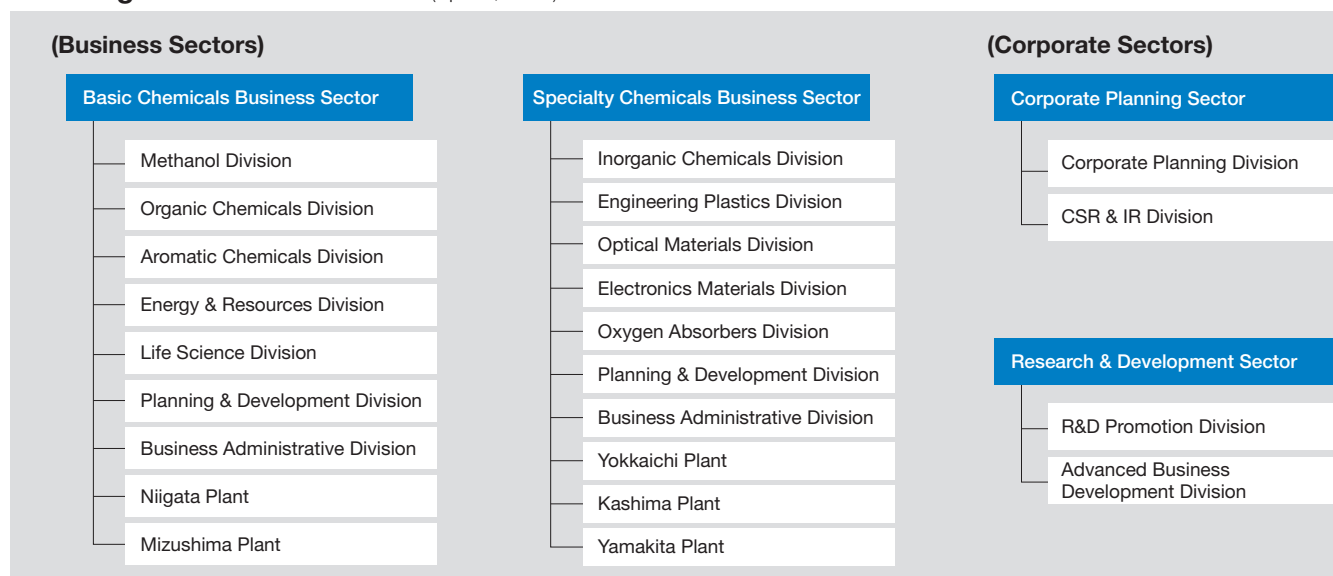 (Business Sectors)
Basic Chemicals Business Sector
Methanol Division
Organic Chemicals Division
Aromatic Chemicals Division
Energy & Resources Division
Life Science Division
Planning & Development Division
Business Administrative Division
Niigata Plant
Mizushima Plant
Specialty Chemicals Business Sector
Inorganic Chemicals Division
Engineering Plastics Division
Optical Materials Division
Electronics Materials Division
Oxygen Absorbers Division
Planning & Development Division
Business Administrative Division
Yokkaichi Plant
Kashima Plant
Yamakita Plant
(Corporate Sectors)
Corporate Planning Sector
Corporate Planning Division
CSR & IR Division
Research & Development Sector
R&D Promotion Division
Advanced Business
Development Division